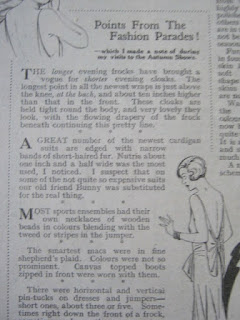 Points From The
Fashion Parades!
—which I made a note of during
my visits to the Autumn Shows.
THE longer evening frocks have brought a
vogue for shorter evening cloaks. The
longest point in all the newest wraps is just above
the knee, at the back, and about ten inches higher
than that in the front. These cloaks are
held tight round the body, and very lovely they
look, with the flowing drapery of the frock
beneath continuing this pretty line.
A GREAT number of the newest cardigan
suits are edged with narrow
bands of short-haired fur. Nutria about
one inch and a half wide was the most
used, I noticed. I suspect that on
some of the not quite so expensive suits
our old friend Bunny was substituted
for the real thing.
MOST sports ensembles had their
own necklaces of wooden
beads in colours blending with the
tweed or stripes in the jumper.
The smartest macs were in fine
shepherd's plaid. Colours were not so
prominent. Canvas topped boots
zipped in front were worn with them.
There were horizontal and vertical
pin-tucks on dresses and jumpers—
short ones, about three or five. Some-
times right down the front of a frock,